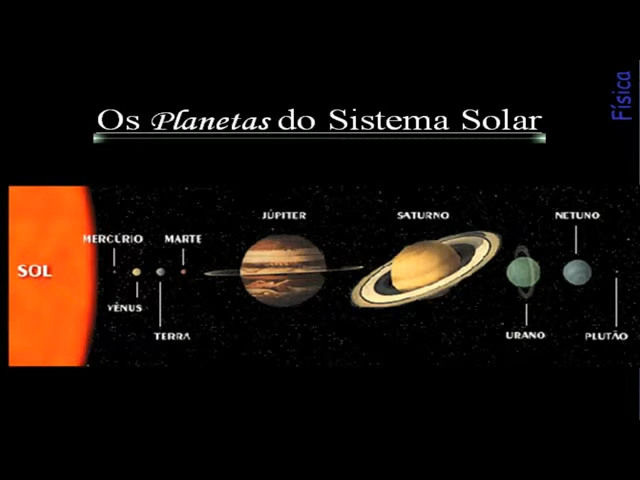 Física
Os Planetas do Sistema Solar
JÚPITER
SATURNO
NETUNO
MERCÚRIO
MARTE
SOL
VÊNUS
TERRA
URANO
PLUTÃO